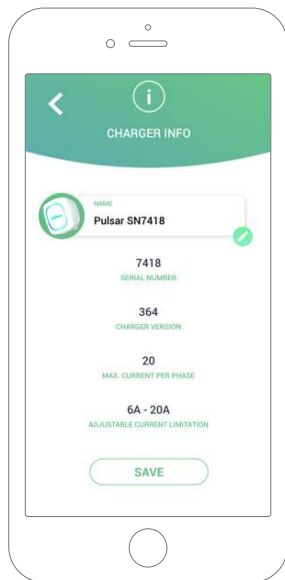 i
CHARGER INFO
NAME
Pulsar SN7418
7418
SERIAL NUMBER
364
CHARGER VERSION
20
MAX. CURRENT PER PHASE
6A - 20A
ADJUSTABLE CURRENT LIMITATION
SAVE